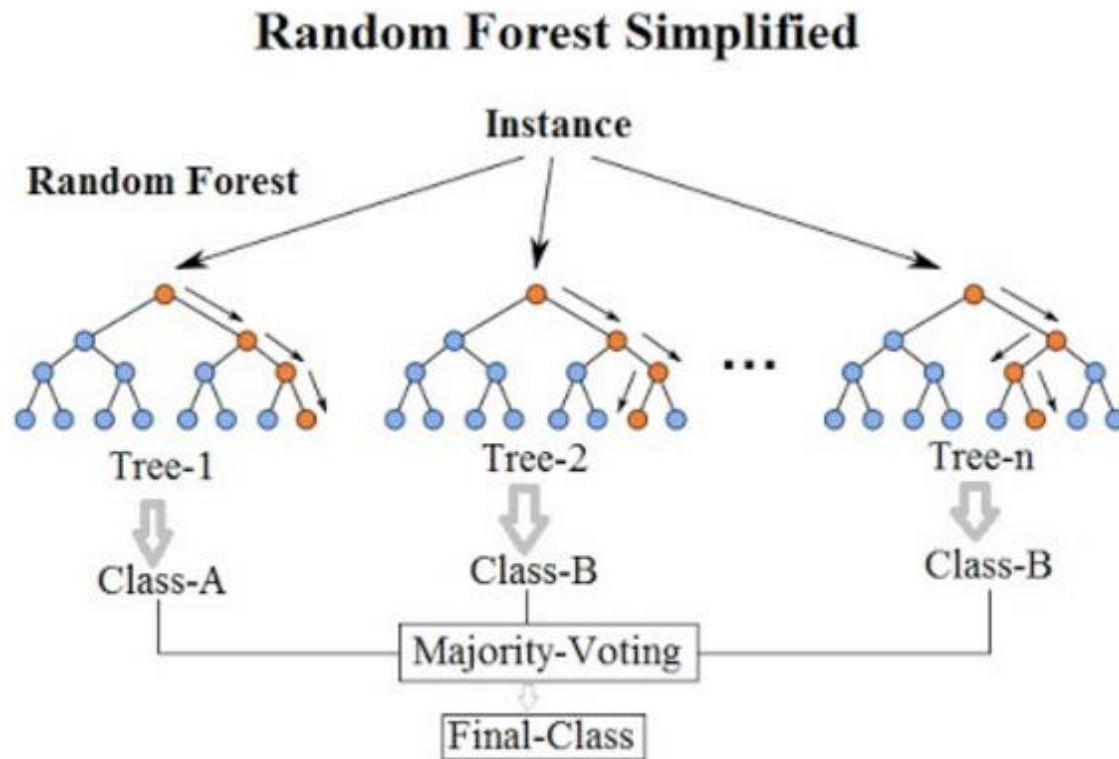 Random Forest Simplified
Instance
Random Forest
...
Tree-1
Tree-2
Tree-n
Class-A
Class-B
Class-B
Majority-Voting
Final-Class